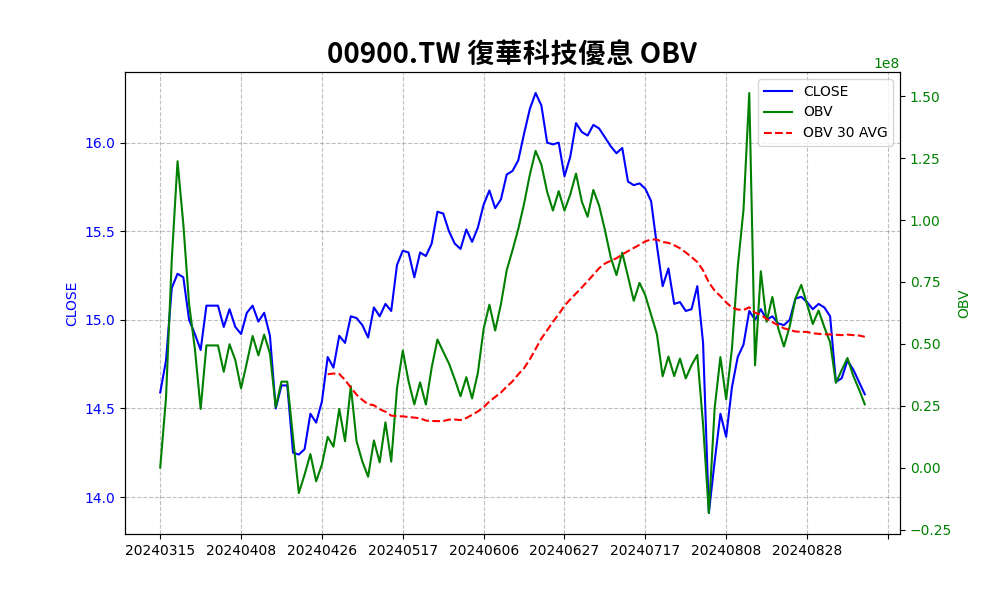 00900.TW 復華科技優息 OBV
1e8
CLOSE
OBV
OBV 30 AVG
16.0
15.5
15.0
14.5
14.0
CLOSE
1.50
1.25
1.00
0.75
0.50
0.25
0.00
−0.25
OBV
20240315 20240408 20240426 20240517 20240606 20240627 20240717 20240808 20240828